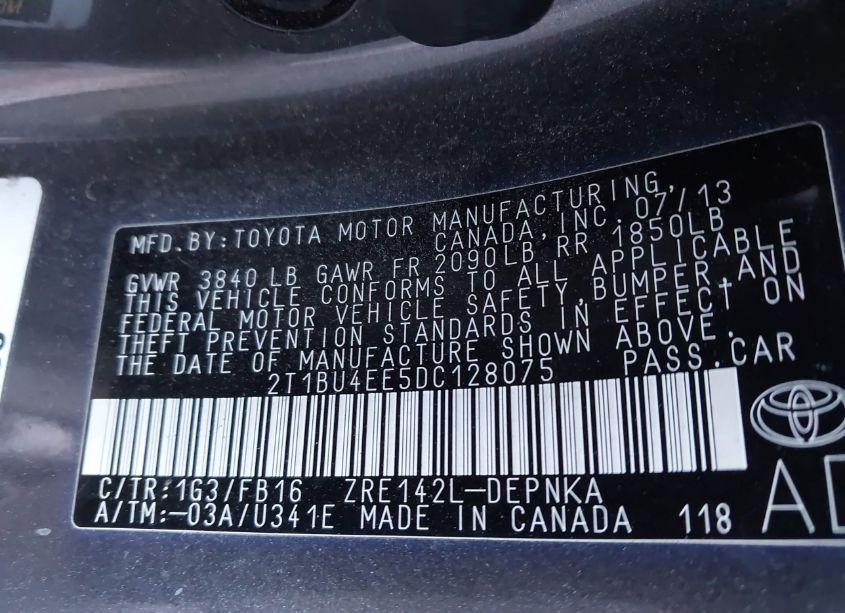 MFD.BY:TOYOTA MOTOR MANUFACTURING,
CANADA,INC. 07/13
GVWR 3840 LB GAWR FR 2090LB RR 1850LB
THIS VEHICLE CONFORMS TO ALL APPLICABLE
FEDERAL MOTOR VEHICLE SAFETY,BUMPER,AND
THEFT PREVENTION STANDARDS IN EFFECT ON
THE DATE OF MANUFACTURE SHOWN ABOVE.
2T1BU4EE5DC128075 PASS.CAR
C/TR:1G3/FB16 ZRE142L-DEPNKA
A/TM:-03A/U341E MADE IN CANADA 118